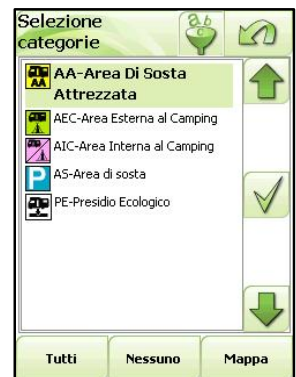 Selezione
categorie
a b
AA
AA-Area Di Sosta
Attrezzata
AEC-Area Esterna al Camping
AIC-Area Interna al Camping
P
AS-Area di sosta
PE-Presidio Ecologico
Tutti Nessuno Mappa